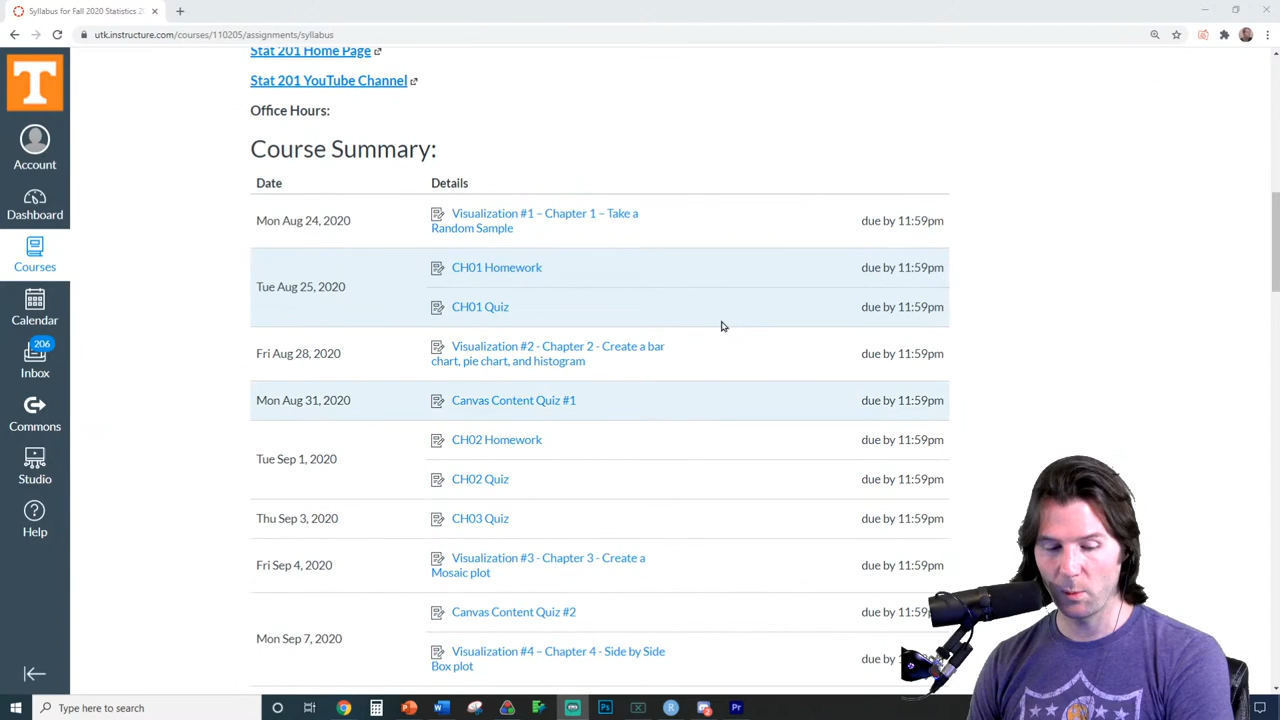 Syllabus for Fall 2020 Statistics 2
utk.instructure.com/courses/110205/assignments/syllabus
Stat 201 Home Page
Stat 201 YouTube Channel
Office Hours:
Course Summary:
Date Details
Mon Aug 24, 2020 Visualization #1 – Chapter 1 – Take a due by 11:59pm
Random Sample
Tue Aug 25, 2020 CH01 Homework due by 11:59pm
CH01 Quiz due by 11:59pm
Fri Aug 28, 2020 Visualization #2 - Chapter 2 - Create a bar due by 11:59pm
chart, pie chart, and histogram
Mon Aug 31, 2020 Canvas Content Quiz #1 due by 11:59pm
Tue Sep 1, 2020 CH02 Homework due by 11:59pm
CH02 Quiz due by 11:59pm
Thu Sep 3, 2020 CH03 Quiz due by 11:59pm
Fri Sep 4, 2020 Visualization #3 - Chapter 3 - Create a due by 11:59pm
Mosaic plot
Mon Sep 7, 2020 Canvas Content Quiz #2 due by 11:59
Visualization #4 – Chapter 4 - Side by Side due by
Box plot
T
Account
Dashboard
Courses
Calendar
206
Inbox
Commons
Studio
Help
Type here to search
NFL